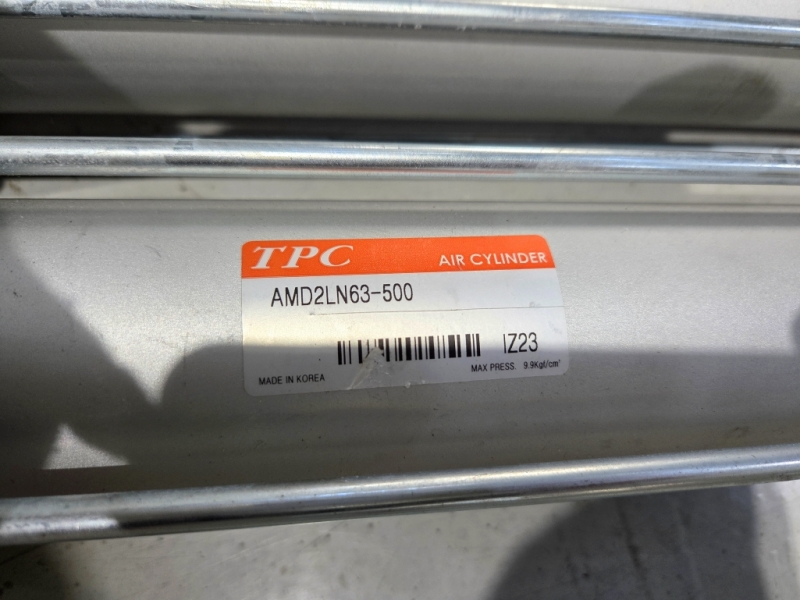 TPC AIR CYLINDER
AMD2LN63-500
IZ23
MADE IN KOREA MAX PRESS. 9.9Kgf/cm²